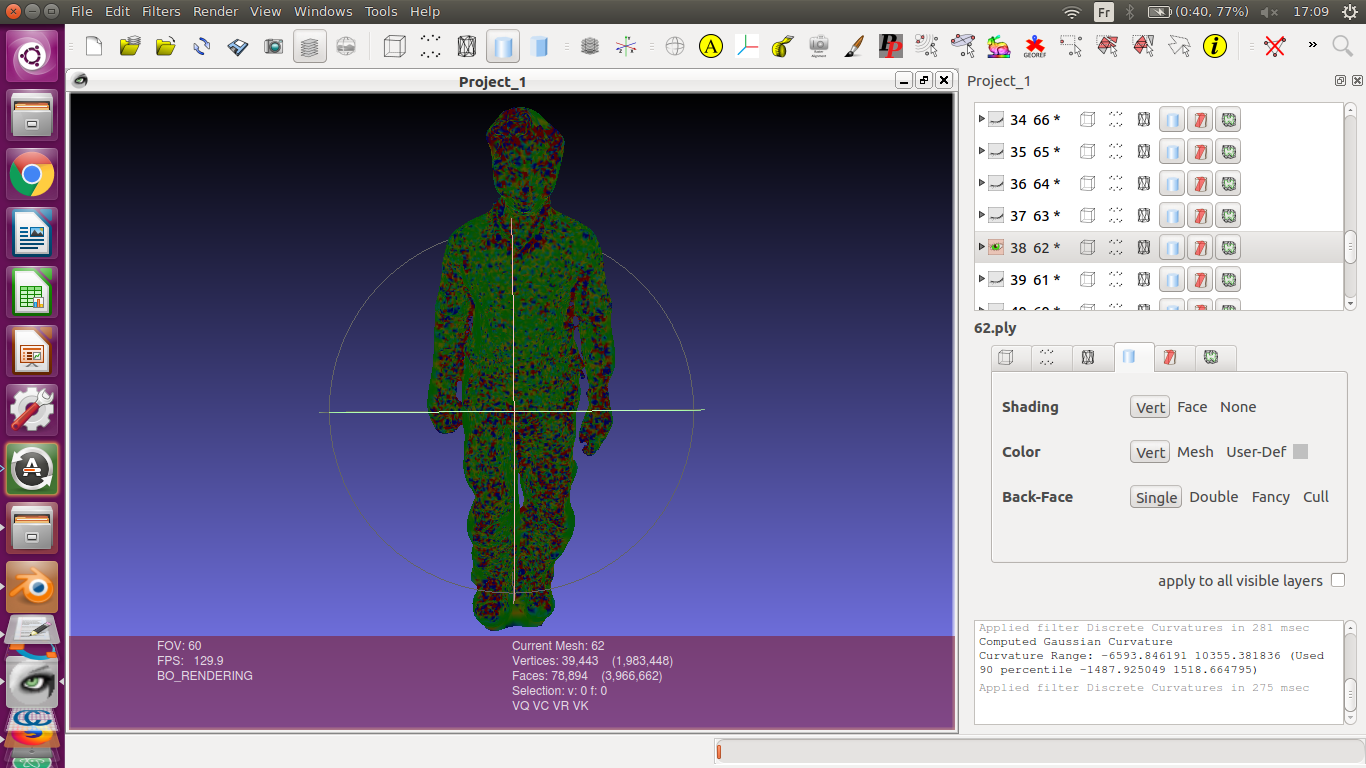 File Edit Filters Render View Windows Tools Help
Fr (0:40, 77%) 17:09
A PP GEOREF i »
Project_1
Project_1
34 66 *
35 65 *
36 64 *
37 63 *
38 62 *
39 61 *
62.ply
Shading Vert Face None
Color Vert Mesh User-Def
Back-Face Single Double Fancy Cull
apply to all visible layers
Applied filter Discrete Curvatures in 281 msec
Computed Gaussian Curvature
Curvature Range: -6593.846191 10355.381836 (Used
90 percentile -1487.925049 1518.664795)
Applied filter Discrete Curvatures in 275 msec
FOV: 60
FPS: 129.9
BO_RENDERING
Current Mesh: 62
Vertices: 39,443 (1,983,448)
Faces: 78,894 (3,966,662)
Selection: v: 0 f: 0
VQ VC VR VK